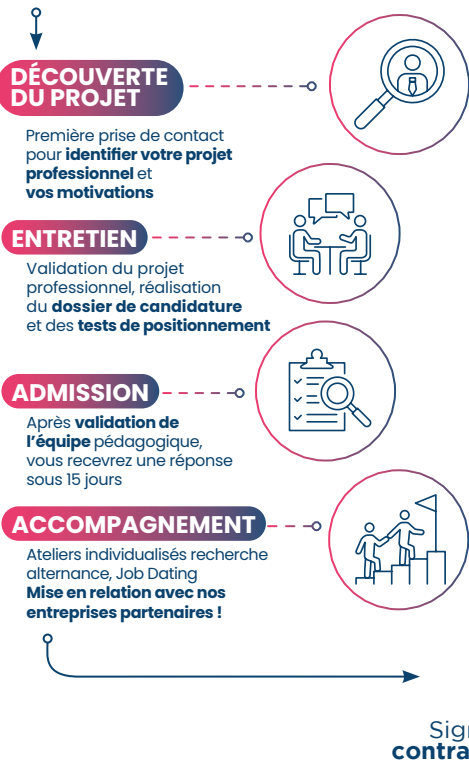 DÉCOUVERTE
DU PROJET
Première prise de contact
pour identifier votre projet
professionnel et
vos motivations
ENTRETIEN
Validation du projet
professionnel, réalisation
du dossier de candidature
et des tests de positionnement
ADMISSION
Après validation de
l'équipe pédagogique,
vous recevrez une réponse
sous 15 jours
ACCOMPAGNEMENT
Ateliers individualisés recherche
alternance, Job Dating
Mise en relation avec nos
entreprises partenaires !